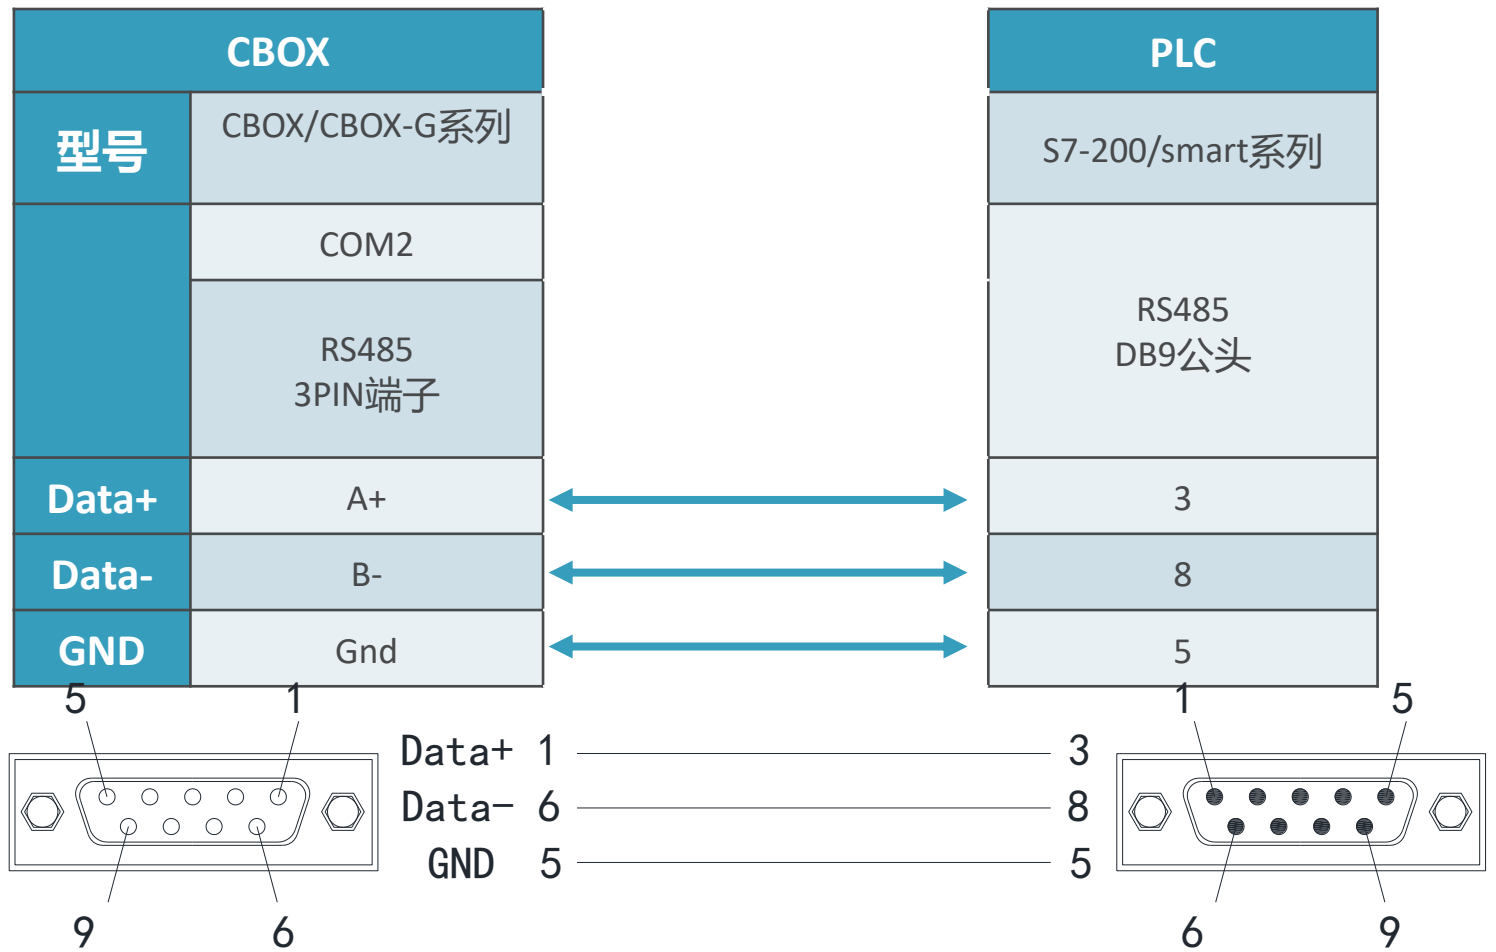 CBOX
PLC
型号
CBOX/CBOX-G系列
S7-200/smart系列
COM2
RS485
3PIN端子
RS485
DB9公头
Data+
A+
3
Data-
B-
8
GND
Gnd
5
5
1
1
5
Data+ 1
3
Data- 6
8
GND 5
5
9
6
6
9